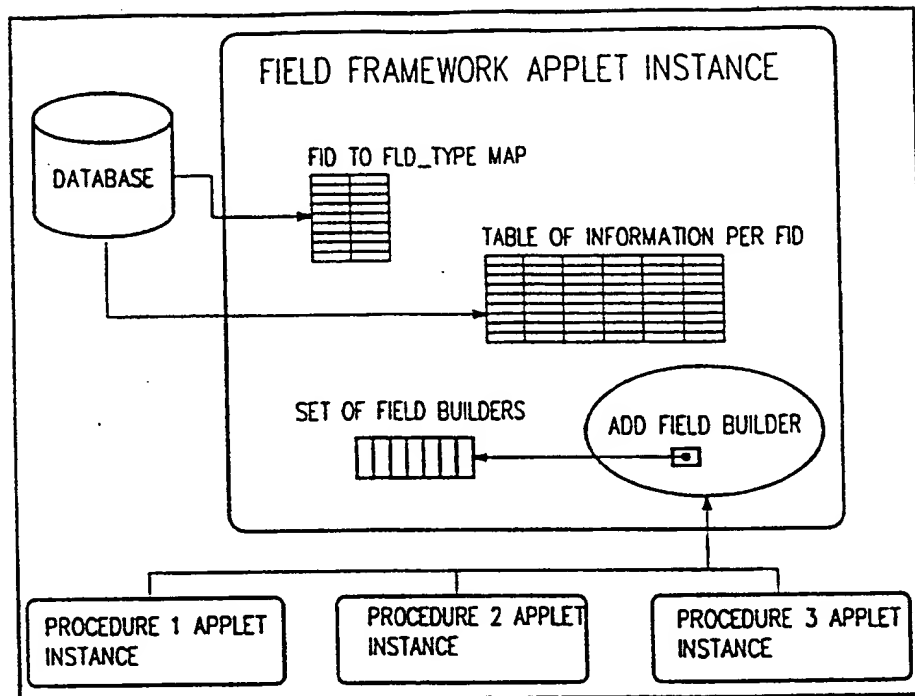 FIELD FRAMEWORK APPLET INSTANCE
DATABASE
FID TO FLD_TYPE MAP
TABLE OF INFORMATION PER FID
SET OF FIELD BUILDERS
ADD FIELD BUILDER
PROCEDURE 1 APPLET
INSTANCE
PROCEDURE 2 APPLET
INSTANCE
PROCEDURE 3 APPLET
INSTANCE